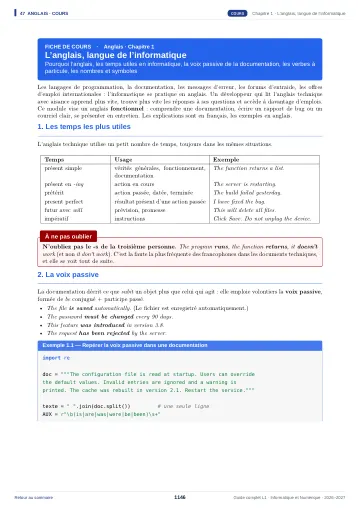 47 ANGLAIS · COURS
COURS Chapitre 1 · L'anglais, langue de l'informatique
FICHE DE COURS · Anglais · Chapitre 1
L'anglais, langue de l'informatique
Pourquoi l'anglais, les temps utiles en informatique, la voix passive de la documentation, les verbes à
particule, les nombres et symboles
Les langages de programmation, la documentation, les messages d'erreur, les forums d'entraide, les offres
d'emploi internationales : l'informatique se pratique en anglais. Un développeur qui lit l'anglais technique
avec aisance apprend plus vite, trouve plus vite les réponses à ses questions et accède à davantage d'emplois.
Ce module vise un anglais fonctionnel : comprendre une documentation, écrire un rapport de bug ou un
courriel clair, se présenter en entretien. Les explications sont en français, les exemples en anglais.
1. Les temps les plus utiles
L'anglais technique utilise un petit nombre de temps, toujours dans les mêmes situations.
Temps Usage Exemple
présent simple vérités générales, fonctionnement, The function returns a list.
documentation
présent en -ing action en cours The server is restarting.
prétérit action passée, datée, terminée The build failed yesterday.
present perfect résultat présent d'une action passée I have fixed the bug.
futur avec will prévision, promesse This will delete all files.
impératif instructions Click Save. Do not unplug the device.
À ne pas oublier
N'oubliez pas le -s de la troisième personne. The program runs, the function returns, it doesn't
work (et non it don't work). C'est la faute la plus fréquente des francophones dans les documents techniques,
et elle se voit tout de suite.
2. La voix passive
La documentation décrit ce que subit un objet plus que celui qui agit : elle emploie volontiers la voix passive,
formée de be conjugué + participe passé.
• The file is saved automatically. (Le fichier est enregistré automatiquement.)
• The password must be changed every 90 days.
• This feature was introduced in version 3.8.
• The request has been rejected by the server.
Exemple 1.1 — Repérer la voix passive dans une documentation
import re
doc = """The configuration file is read at startup. Users can override
the default values. Invalid entries are ignored and a warning is
printed. The cache was rebuilt in version 2.1. Restart the service."""
texte = " ".join(doc.split()) # une seule ligne
AUX = r"\b(is|are|was|were|be|been)\s+"
Retour au sommaire
1146
Guide complet L1 · Informatique et Numérique · 2026–2027